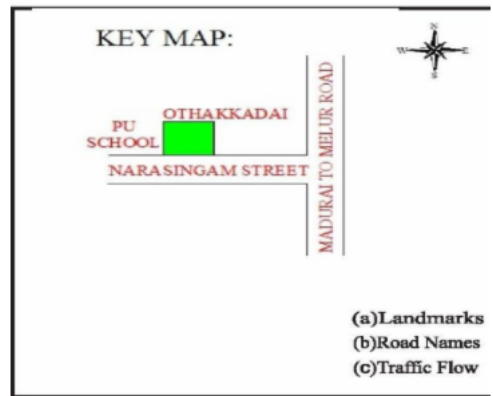 KEY MAP:
N
W E
S
OTHAKKADAI
PU
SCHOOL
NARASINGAM STREET
MADURAI TO MELUR ROAD
(a)Landmarks
(b)Road Names
(c)Traffic Flow